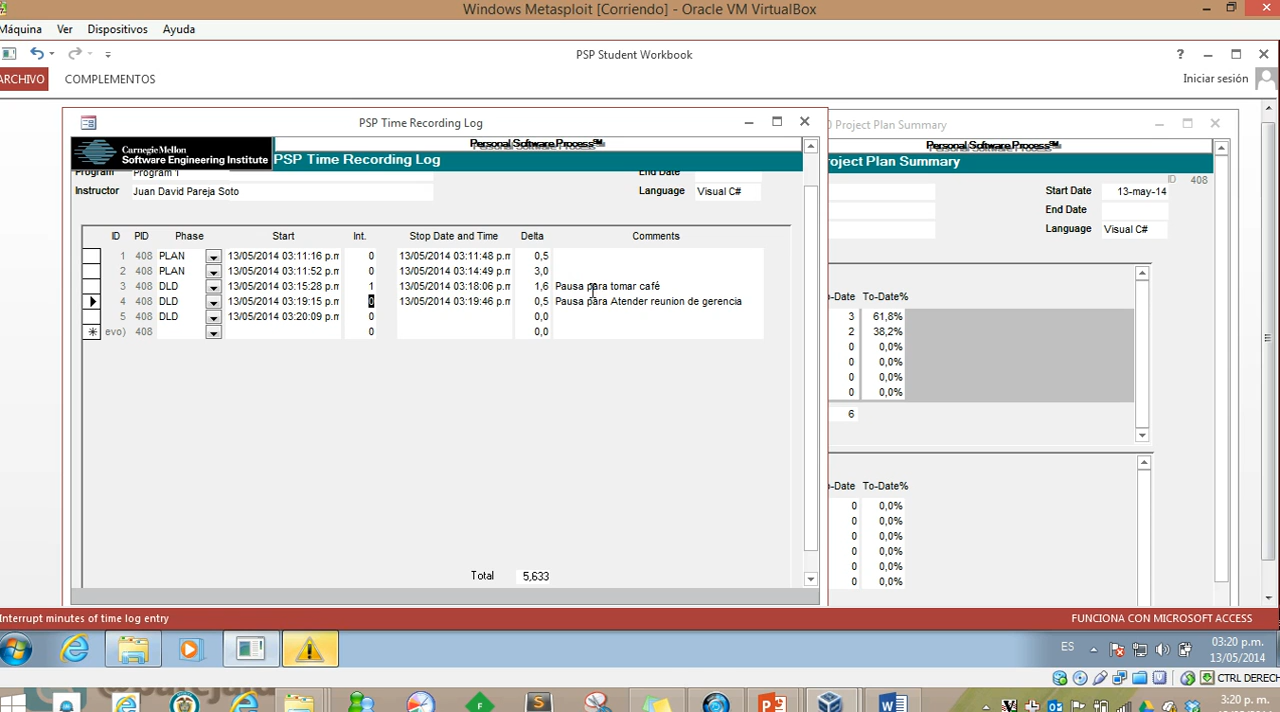 Windows Metasploit [Corriendo] - Oracle VM VirtualBox
Máquina Ver Dispositivos Ayuda
PSP Student Workbook
ARCHIVO COMPLEMENTOS
Iniciar sesión
PSP Time Recording Log
0 Project Plan Summary
Carnegie Mellon
Software Engineering Institute
Personal Software Process℠
PSP Time Recording Log
Personal Software Process℠
roject Plan Summary
Program Program 1
End Date
Instructor Juan David Pareja Soto
Language Visual C#
ID 408
Start Date 13-may-14
End Date
Language Visual C#
ID PID Phase Start Int. Stop Date and Time Delta Comments
1 408 PLAN 13/05/2014 03:11:16 p.m 0 13/05/2014 03:11:48 p.m 0,5
2 408 PLAN 13/05/2014 03:11:52 p.m 0 13/05/2014 03:14:49 p.m 3,0
3 408 DLD 13/05/2014 03:15:28 p.m 1 13/05/2014 03:18:06 p.m 1,6 Pausa para tomar café
4 408 DLD 13/05/2014 03:19:15 p.m 0 13/05/2014 03:19:46 p.m 0,5 Pausa para Atender reunion de gerencia
5 408 DLD 13/05/2014 03:20:09 p.m 0 0,0
evo) 408 0 0,0
o-Date To-Date%
3 61,8%
2 38,2%
0 0,0%
0 0,0%
0 0,0%
0 0,0%
6
o-Date To-Date%
0 0,0%
0 0,0%
0 0,0%
0 0,0%
0 0,0%
0 0,0%
Total 5,633
Interrupt minutes of time log entry
FUNCIONA CON MICROSOFT ACCESS
ES
03:20 p.m.
13/05/2014
CTRL DERECH
3:20 p. m.